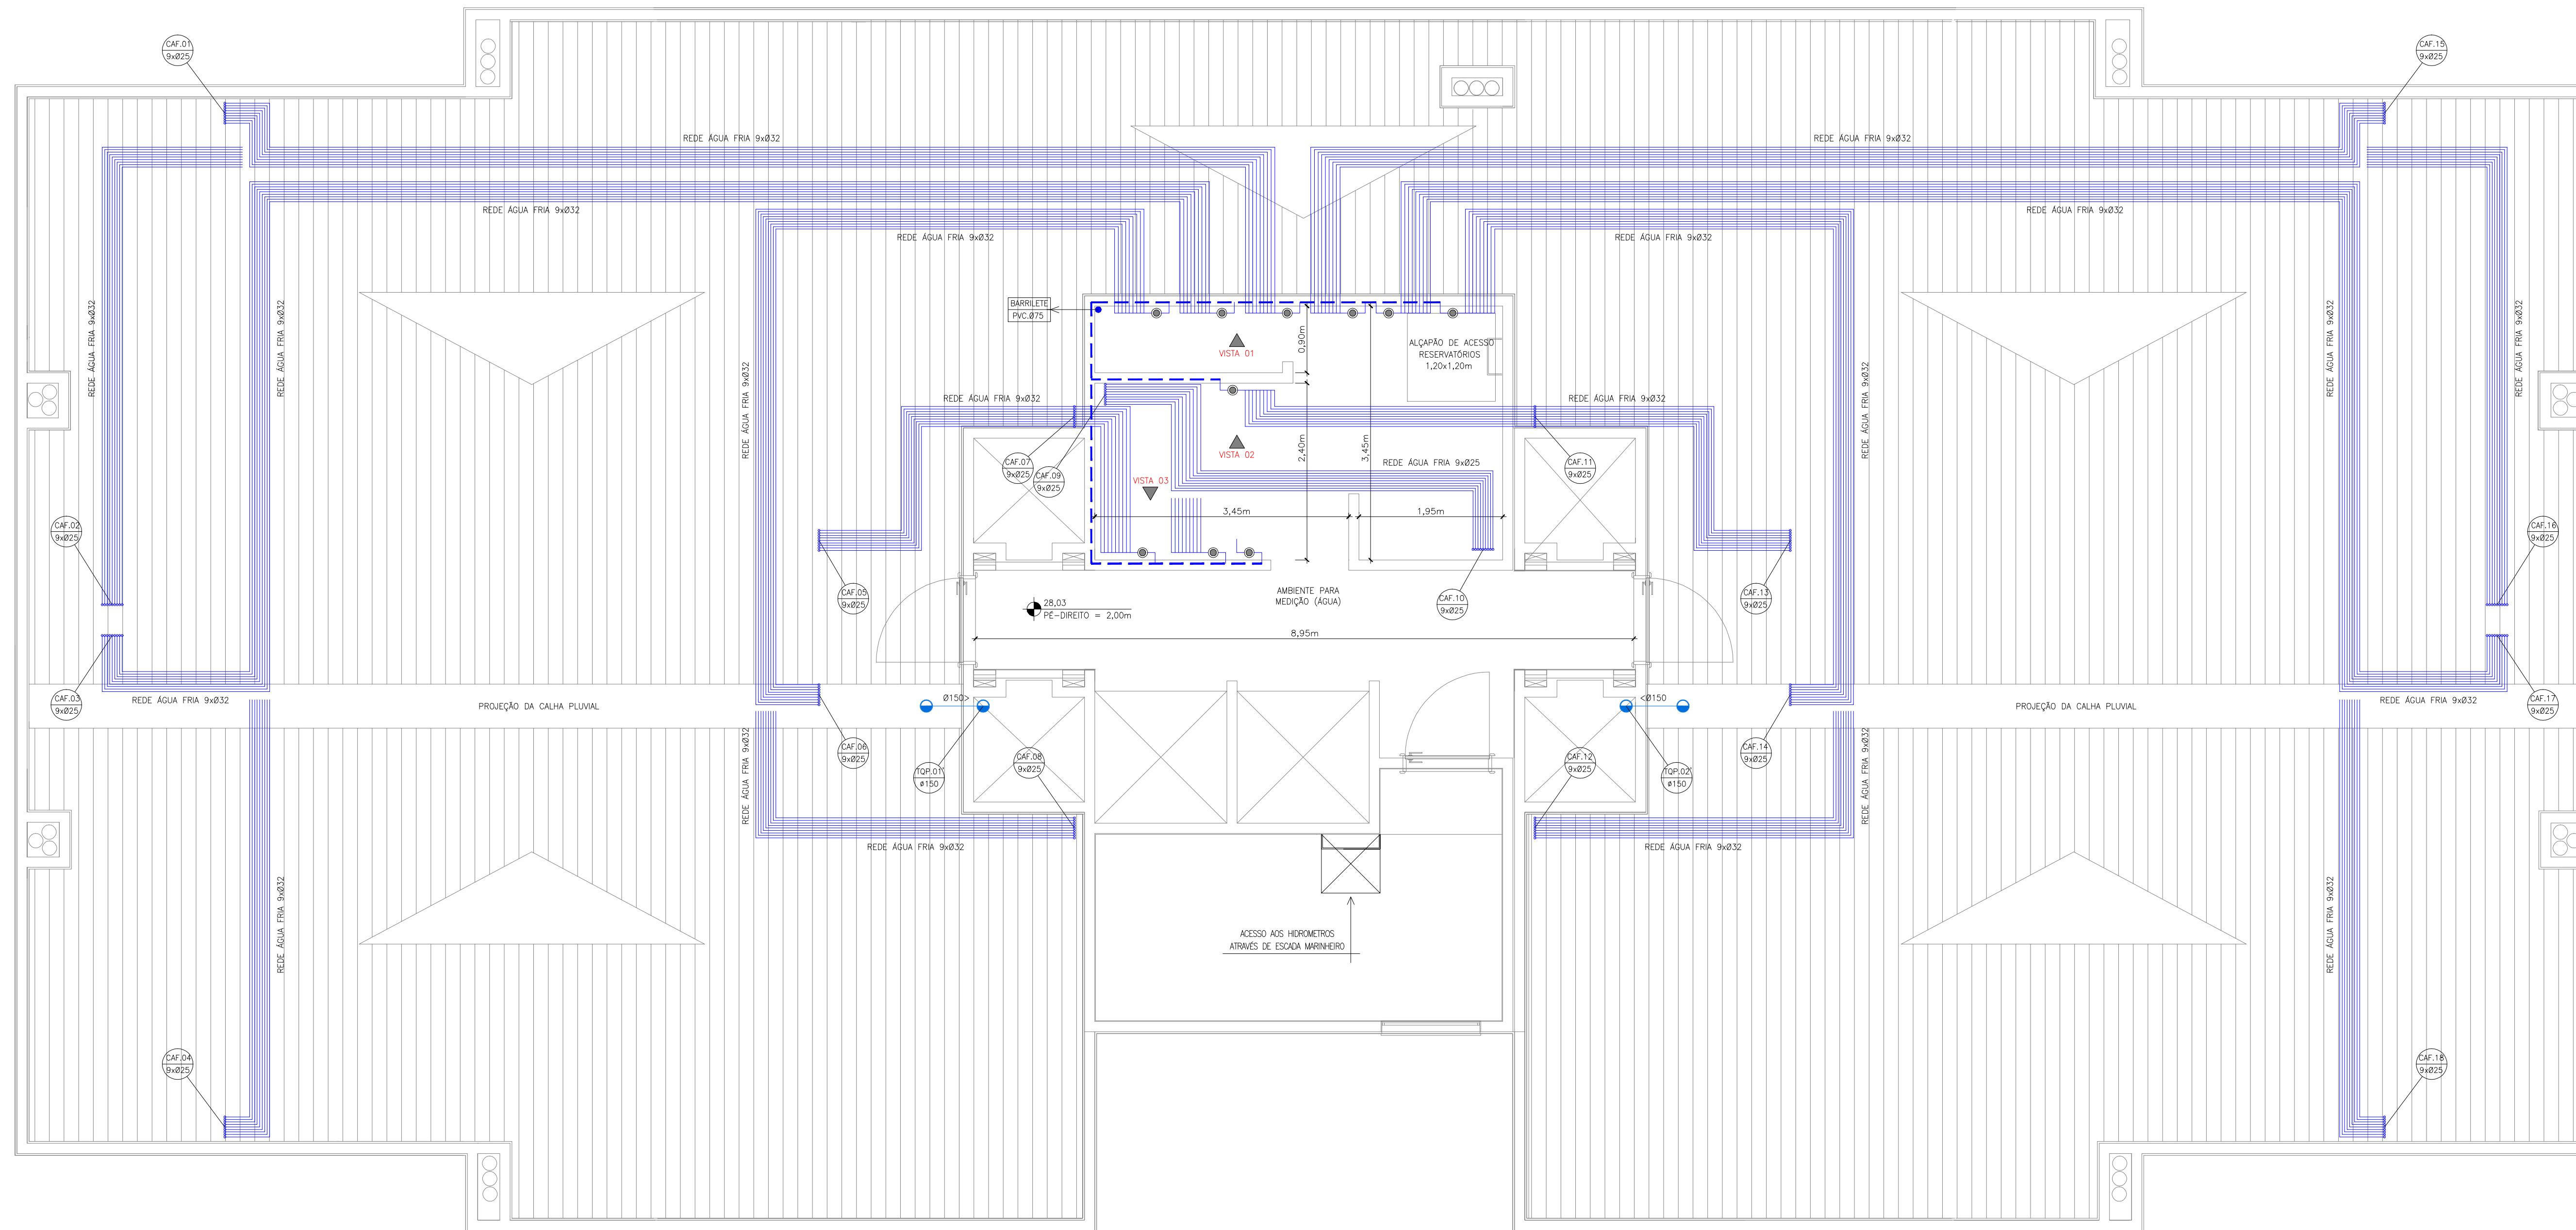 CAF.01
9xØ25
CAF.15
9xØ25
REDE ÁGUA FRIA 9xØ32
REDE ÁGUA FRIA 9xØ32
REDE ÁGUA FRIA 9xØ32
REDE ÁGUA FRIA 9xØ32
REDE ÁGUA FRIA 9xØ32
REDE ÁGUA FRIA 9xØ32
REDE ÁGUA FRIA 9xØ32
REDE ÁGUA FRIA 9xØ32
REDE ÁGUA FRIA 9xØ32
REDE ÁGUA FRIA 9xØ32
BARRILETE
PVC.Ø75
VISTA 01
0,90m
ALÇAPÃO DE ACESSO
RESERVATÓRIOS
1,20x1,20m
REDE ÁGUA FRIA 9xØ32
REDE ÁGUA FRIA 9xØ32
REDE ÁGUA FRIA 9xØ32
REDE ÁGUA FRIA 9xØ32
VISTA 02
2,40m
3,45m
CAF.07
9xØ25
CAF.09
9xØ25
VISTA 03
REDE ÁGUA FRIA 9xØ25
CAF.11
9xØ25
3,45m
1,95m
CAF.02
9xØ25
CAF.16
9xØ25
CAF.05
9xØ25
AMBIENTE PARA
MEDIÇÃO (ÁGUA)
CAF.10
9xØ25
CAF.13
9xØ25
28,03
PÉ-DIREITO = 2,00m
8,95m
CAF.03
9xØ25
REDE ÁGUA FRIA 9xØ32
PROJEÇÃO DA CALHA PLUVIAL
Ø150>
<Ø150
PROJEÇÃO DA CALHA PLUVIAL
REDE ÁGUA FRIA 9xØ32
CAF.17
9xØ25
CAF.06
9xØ25
CAF.14
9xØ25
REDE ÁGUA FRIA 9xØ32
TQP.01
ø150
CAF.08
9xØ25
CAF.12
9xØ25
TQP.02
ø150
REDE ÁGUA FRIA 9xØ32
REDE ÁGUA FRIA 9xØ32
REDE ÁGUA FRIA 9xØ32
REDE ÁGUA FRIA 9xØ32
REDE ÁGUA FRIA 9xØ32
ACESSO AOS HIDROMETROS
ATRAVÉS DE ESCADA MARINHEIRO
CAF.04
9xØ25
CAF.18
9xØ25